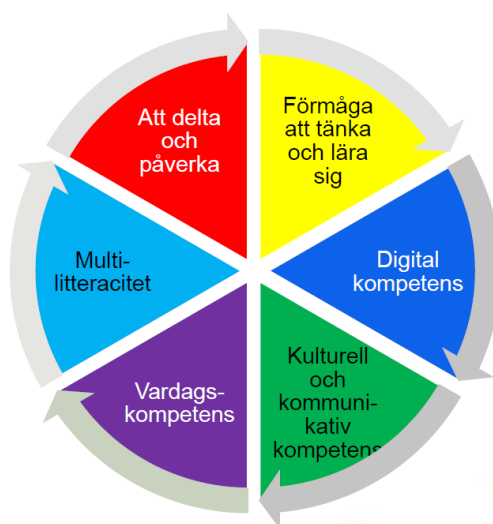 Att delta
och
påverka
Förmåga
att tänka
och lära
sig
Digital
kompetens
Kulturell
och
kommuni-
kativ
kompetens
Vardags-
kompetens
Multi-
litteracitet